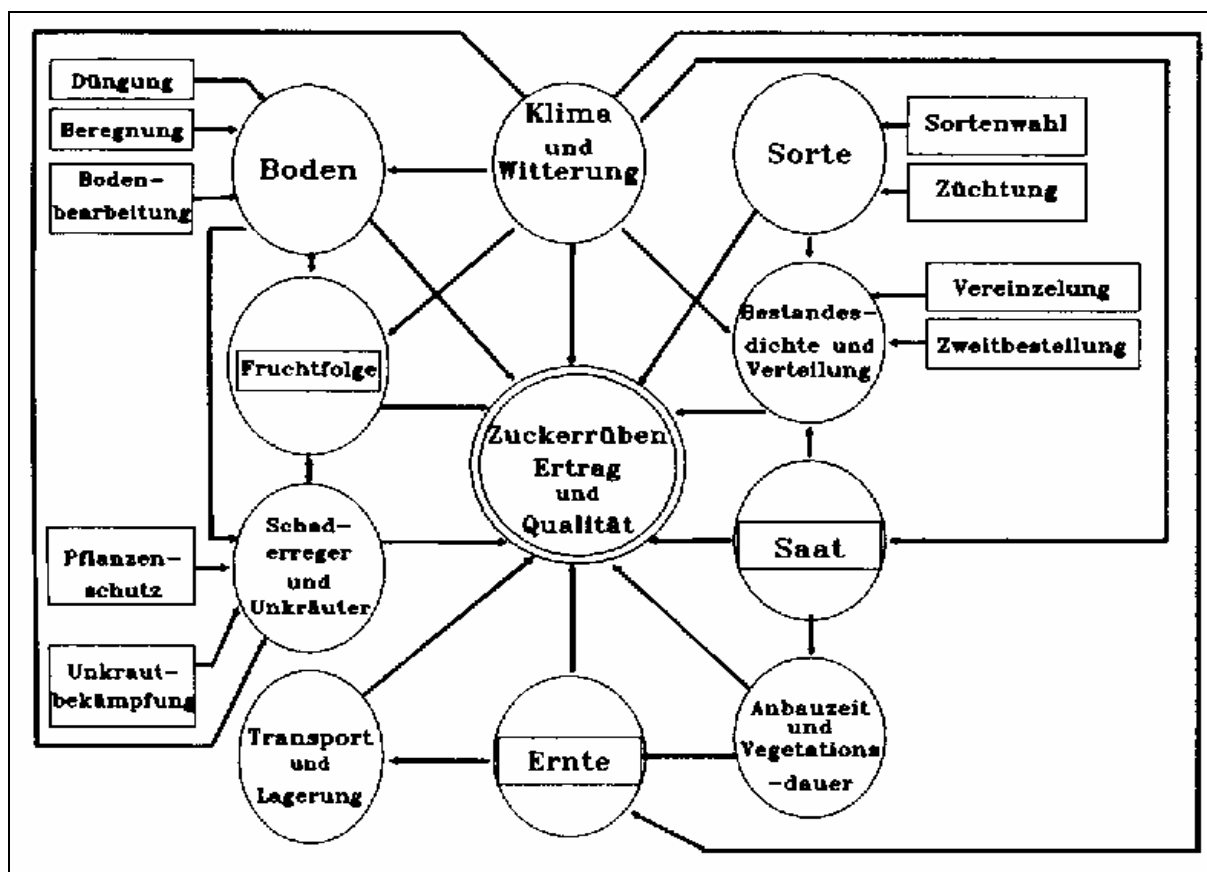 Düngung
Beregnung
Boden-
bearbeitung
Boden
Klima
und
Witterung
Sorte
Sortenwahl
Züchtung
Fruchtfolge
Bestandes-
dichte und
Verteilung
Vereinzelung
Zweitbestellung
Zuckerrüben
Ertrag
und
Qualität
Schad-
erreger
und
Unkräuter
Pflanzen-
schutz
Unkraut-
bekämpfung
Saat
Transport
und
Lagerung
Ernte
Anbauzeit
und
Vegetations
-dauer